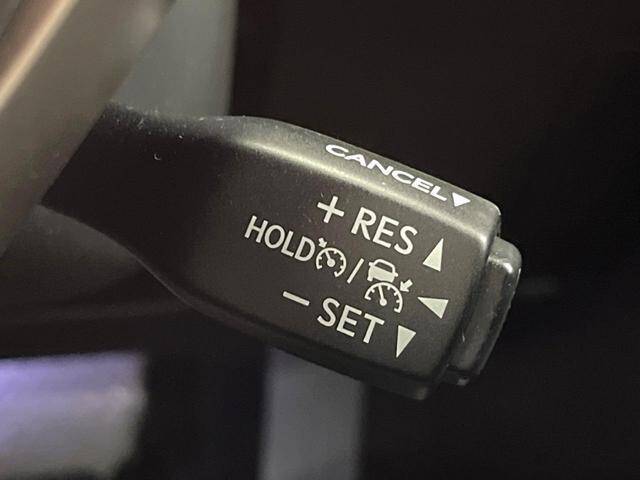 CANCEL▼
+ RES ▲
HOLD / ◀
− SET ▼